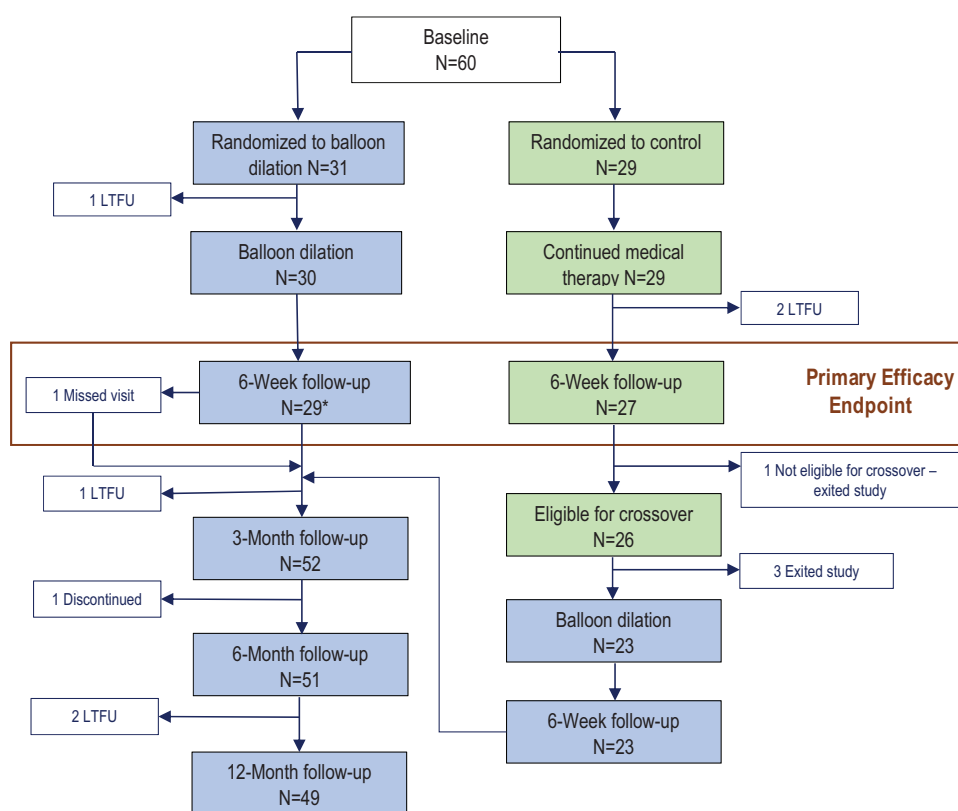 Baseline
N=60
Randomized to balloon
dilation N=31
Randomized to control
N=29
1 LTFU
Balloon dilation
N=30
Continued medical
therapy N=29
2 LTFU
6-Week follow-up
N=29*
1 Missed visit
6-Week follow-up
N=27
Primary Efficacy
Endpoint
1 LTFU
1 Not eligible for crossover –
exited study
3-Month follow-up
N=52
Eligible for crossover
N=26
1 Discontinued
3 Exited study
6-Month follow-up
N=51
Balloon dilation
N=23
2 LTFU
6-Week follow-up
N=23
12-Month follow-up
N=49